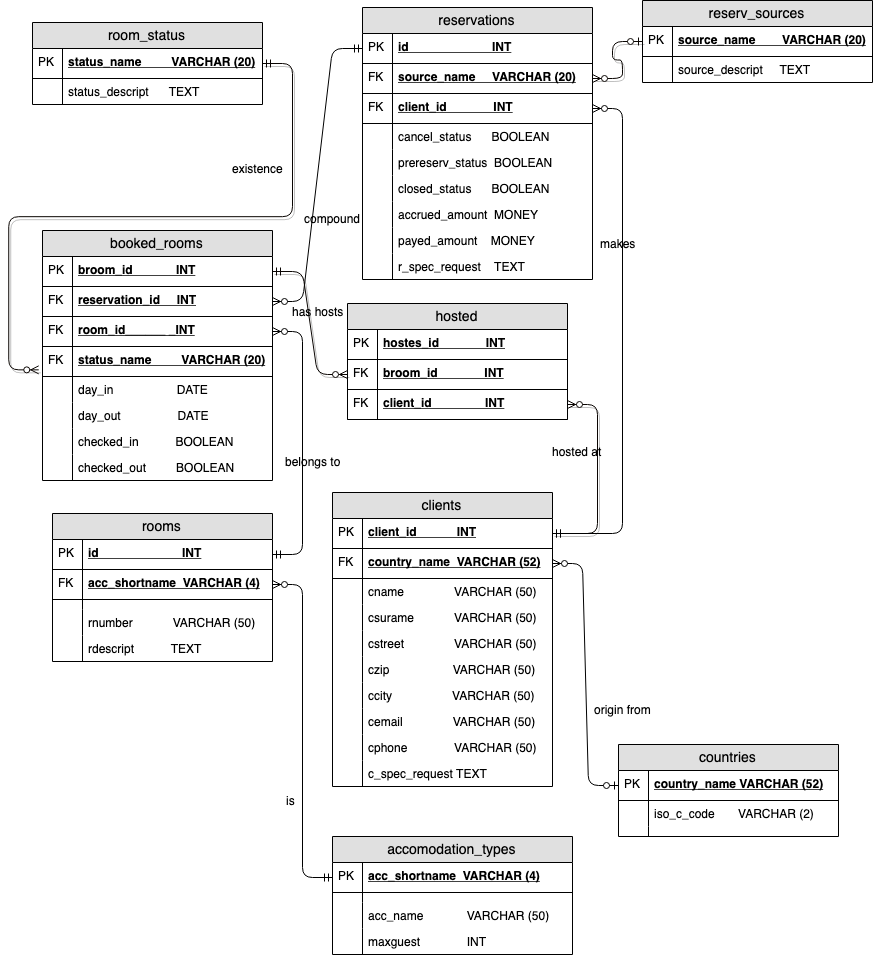 room_status
PK status_name VARCHAR (20)
status_descript TEXT
reservations
PK id INT
FK source_name VARCHAR (20)
FK client_id INT
cancel_status BOOLEAN
prereserv_status BOOLEAN
closed_status BOOLEAN
accrued_amount MONEY
payed_amount MONEY
r_spec_request TEXT
reserv_sources
PK source_name VARCHAR (20)
source_descript TEXT
existence
compound
makes
booked_rooms
PK broom_id INT
FK reservation_id INT
FK room_id INT
FK status_name VARCHAR (20)
day_in DATE
day_out DATE
checked_in BOOLEAN
checked_out BOOLEAN
has hosts
hosted
PK hostes_id INT
FK broom_id INT
FK client_id INT
belongs to
hosted at
rooms
PK id INT
FK acc_shortname VARCHAR (4)
rnumber VARCHAR (50)
rdescript TEXT
clients
PK client_id INT
FK country_name VARCHAR (52)
cname VARCHAR (50)
csurame VARCHAR (50)
cstreet VARCHAR (50)
czip VARCHAR (50)
ccity VARCHAR (50)
cemail VARCHAR (50)
cphone VARCHAR (50)
c_spec_request TEXT
origin from
countries
PK country_name VARCHAR (52)
iso_c_code VARCHAR (2)
is
accomodation_types
PK acc_shortname VARCHAR (4)
acc_name VARCHAR (50)
maxguest INT